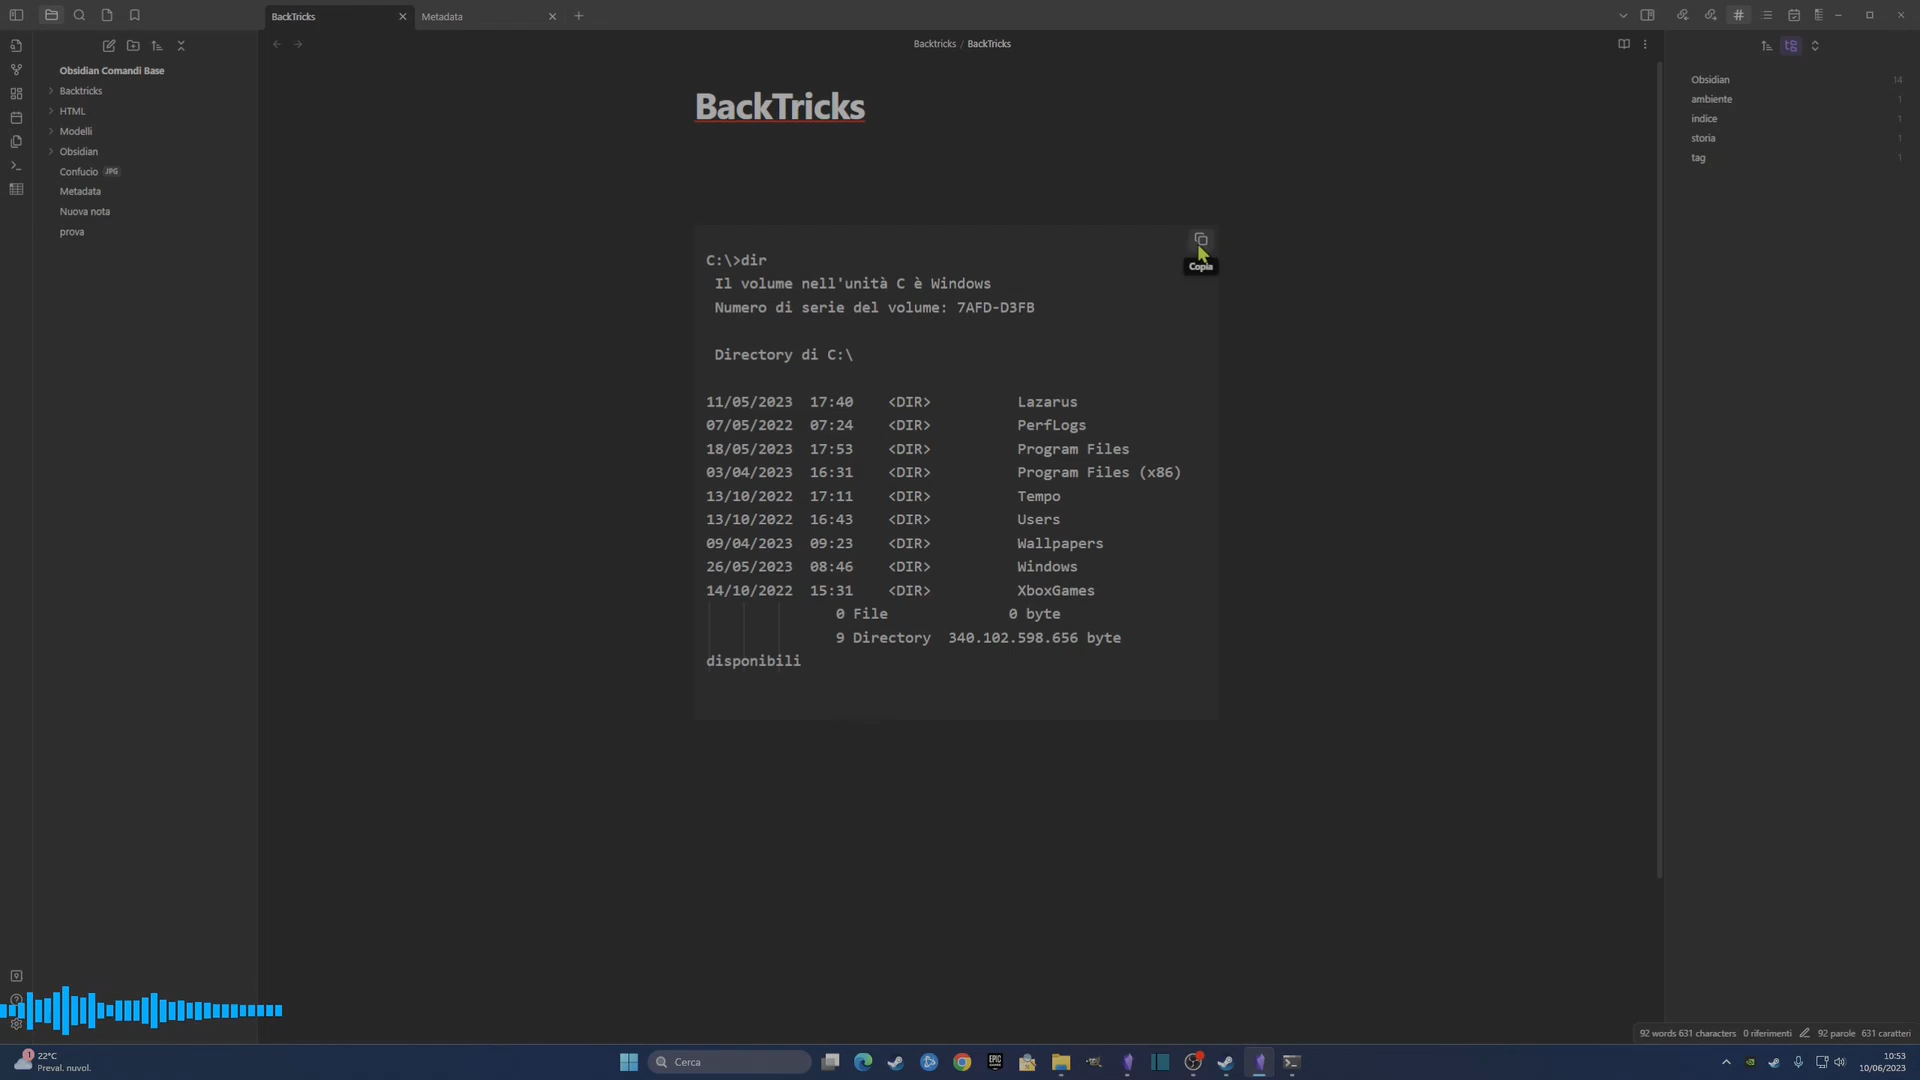 BackTricks
Metadata
Backtricks / BackTricks
Obsidian Comandi Base
Backtricks
HTML
Modelli
Obsidian
Confucio JPG
Metadata
Nuova nota
prova
BackTricks
Copia
C:\>dir
 Il volume nell'unità C è Windows
 Numero di serie del volume: 7AFD-D3FB
 Directory di C:\
11/05/2023  17:40    <DIR>          Lazarus
07/05/2022  07:24    <DIR>          PerfLogs
18/05/2023  17:53    <DIR>          Program Files
03/04/2023  16:31    <DIR>          Program Files (x86)
13/10/2022  17:11    <DIR>          Tempo
13/10/2022  16:43    <DIR>          Users
09/04/2023  09:23    <DIR>          Wallpapers
26/05/2023  08:46    <DIR>          Windows
14/10/2022  15:31    <DIR>          XboxGames
               0 File              0 byte
               9 Directory  340.102.598.656 byte
disponibili
Obsidian 14
ambiente 1
indice 1
storia 1
tag 1
92 words 631 characters 0 riferimenti 92 parole 631 caratteri
1
22°C
Preval. nuvol.
Cerca
EPIC
10:53
10/06/2023